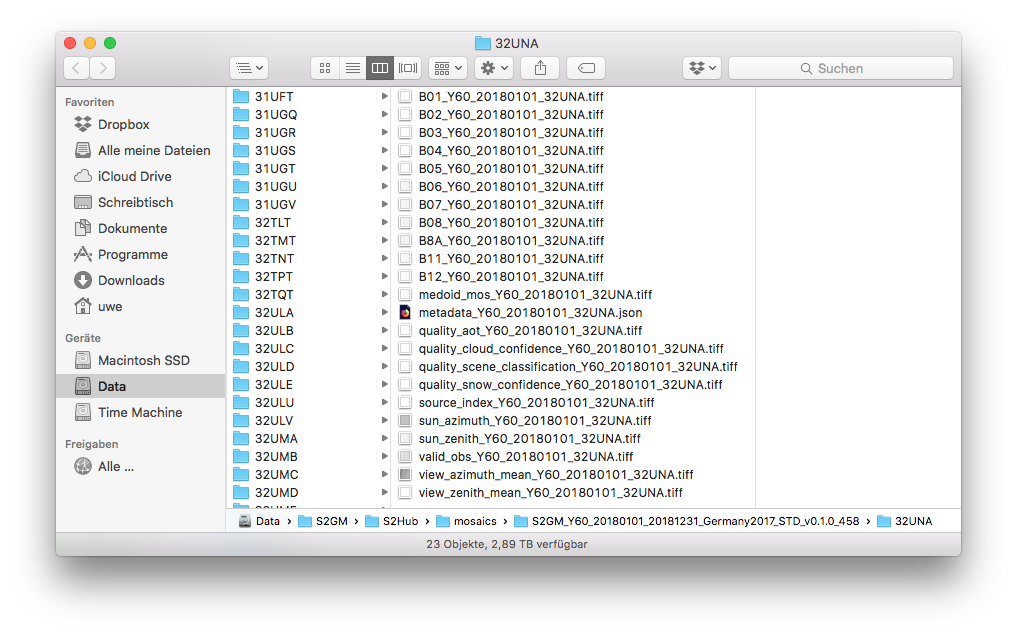 32UNA
Suchen
Favoriten
Dropbox
Alle meine Dateien
iCloud Drive
Schreibtisch
Dokumente
Programme
Downloads
uwe
Geräte
Macintosh SSD
Data
Time Machine
Freigaben
Alle ...
31UFT
31UGQ
31UGR
31UGS
31UGT
31UGU
31UGV
32TLT
32TMT
32TNT
32TPT
32TQT
32ULA
32ULB
32ULC
32ULD
32ULE
32ULU
32ULV
32UMA
32UMB
32UMC
32UMD
B01_Y60_20180101_32UNA.tiff
B02_Y60_20180101_32UNA.tiff
B03_Y60_20180101_32UNA.tiff
B04_Y60_20180101_32UNA.tiff
B05_Y60_20180101_32UNA.tiff
B06_Y60_20180101_32UNA.tiff
B07_Y60_20180101_32UNA.tiff
B08_Y60_20180101_32UNA.tiff
B8A_Y60_20180101_32UNA.tiff
B11_Y60_20180101_32UNA.tiff
B12_Y60_20180101_32UNA.tiff
medoid_mos_Y60_20180101_32UNA.tiff
metadata_Y60_20180101_32UNA.json
quality_aot_Y60_20180101_32UNA.tiff
quality_cloud_confidence_Y60_20180101_32UNA.tiff
quality_scene_classification_Y60_20180101_32UNA.tiff
quality_snow_confidence_Y60_20180101_32UNA.tiff
source_index_Y60_20180101_32UNA.tiff
sun_azimuth_Y60_20180101_32UNA.tiff
sun_zenith_Y60_20180101_32UNA.tiff
valid_obs_Y60_20180101_32UNA.tiff
view_azimuth_mean_Y60_20180101_32UNA.tiff
view_zenith_mean_Y60_20180101_32UNA.tiff
Data › S2GM › S2Hub › mosaics › S2GM_Y60_20180101_20181231_Germany2017_STD_v0.1.0_458 › 32UNA
23 Objekte, 2,89 TB verfügbar